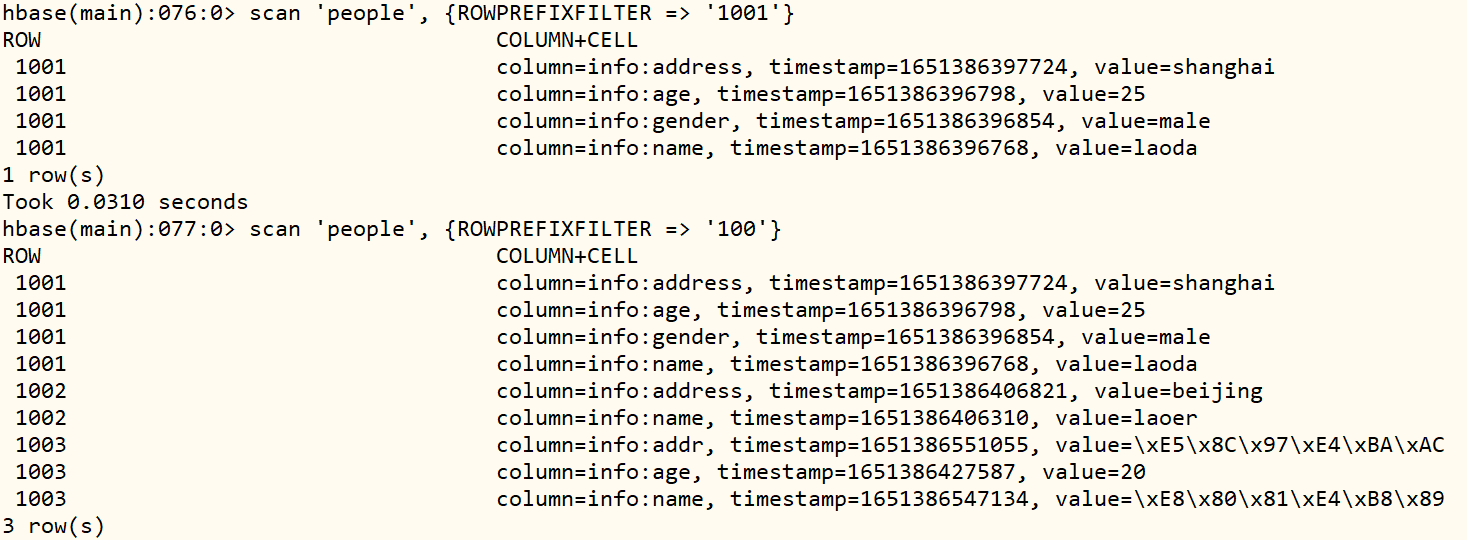 hbase(main):076:0> scan 'people', {ROWPREFIXFILTER => '1001'}
ROW COLUMN+CELL
1001 column=info:address, timestamp=1651386397724, value=shanghai
1001 column=info:age, timestamp=1651386396798, value=25
1001 column=info:gender, timestamp=1651386396854, value=male
1001 column=info:name, timestamp=1651386396768, value=laoda
1 row(s)
Took 0.0310 seconds
hbase(main):077:0> scan 'people', {ROWPREFIXFILTER => '100'}
ROW COLUMN+CELL
1001 column=info:address, timestamp=1651386397724, value=shanghai
1001 column=info:age, timestamp=1651386396798, value=25
1001 column=info:gender, timestamp=1651386396854, value=male
1001 column=info:name, timestamp=1651386396768, value=laoda
1002 column=info:address, timestamp=1651386406821, value=beijing
1002 column=info:name, timestamp=1651386406310, value=laoer
1003 column=info:addr, timestamp=1651386551055, value=\xE5\x8C\x97\xE4\xBA\xAC
1003 column=info:age, timestamp=1651386427587, value=20
1003 column=info:name, timestamp=1651386547134, value=\xE8\x80\x81\xE4\xB8\x89
3 row(s)